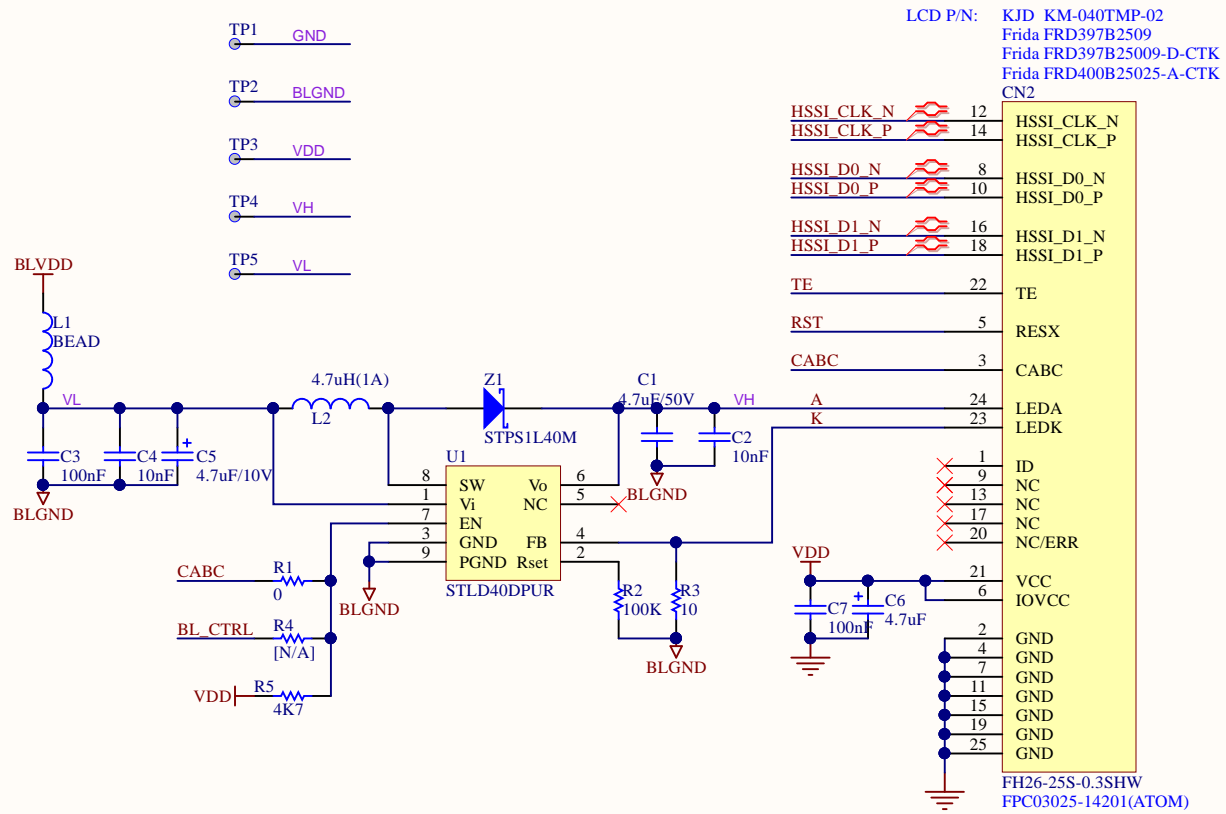 LCD P/N: KJD KM-040TMP-02
Frida FRD397B2509
Frida FRD397B25009-D-CTK
Frida FRD400B25025-A-CTK
CN2
TP1 GND
TP2 BLGND
TP3 VDD
TP4 VH
TP5 VL
HSSI_CLK_N 12 HSSI_CLK_N
HSSI_CLK_P 14 HSSI_CLK_P
HSSI_D0_N 8 HSSI_D0_N
HSSI_D0_P 10 HSSI_D0_P
HSSI_D1_N 16 HSSI_D1_N
HSSI_D1_P 18 HSSI_D1_P
TE 22 TE
RST 5 RESX
CABC 3 CABC
A 24 LEDA
K 23 LEDK
1 ID
9 NC
13 NC
17 NC
20 NC/ERR
21 VCC
6 IOVCC
2 GND
4 GND
7 GND
11 GND
15 GND
19 GND
25 GND
FH26-25S-0.3SHW
FPC03025-14201(ATOM)
BLVDD
L1
BEAD
VL
4.7uH(1A)
L2
Z1
STPS1L40M
C1
4.7uF/50V
VH
C2
10nF
BLGND
C3
100nF
C4
10nF
C5
4.7uF/10V
BLGND
U1
8 SW Vo 6
1 Vi NC 5
7 EN
3 GND FB 4
9 PGND Rset 2
STLD40DPUR
BLGND
CABC R1
0
BL_CTRL R4
[N/A]
VDD R5
4K7
R2
100K
R3
10
BLGND
VDD
C7
100nF
C6
4.7uF